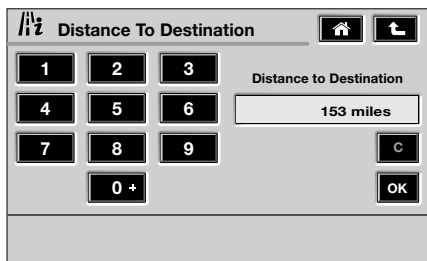 i Distance To Destination
1 2 3 Distance to Destination
4 5 6 153 miles
7 8 9 C
0 + OK